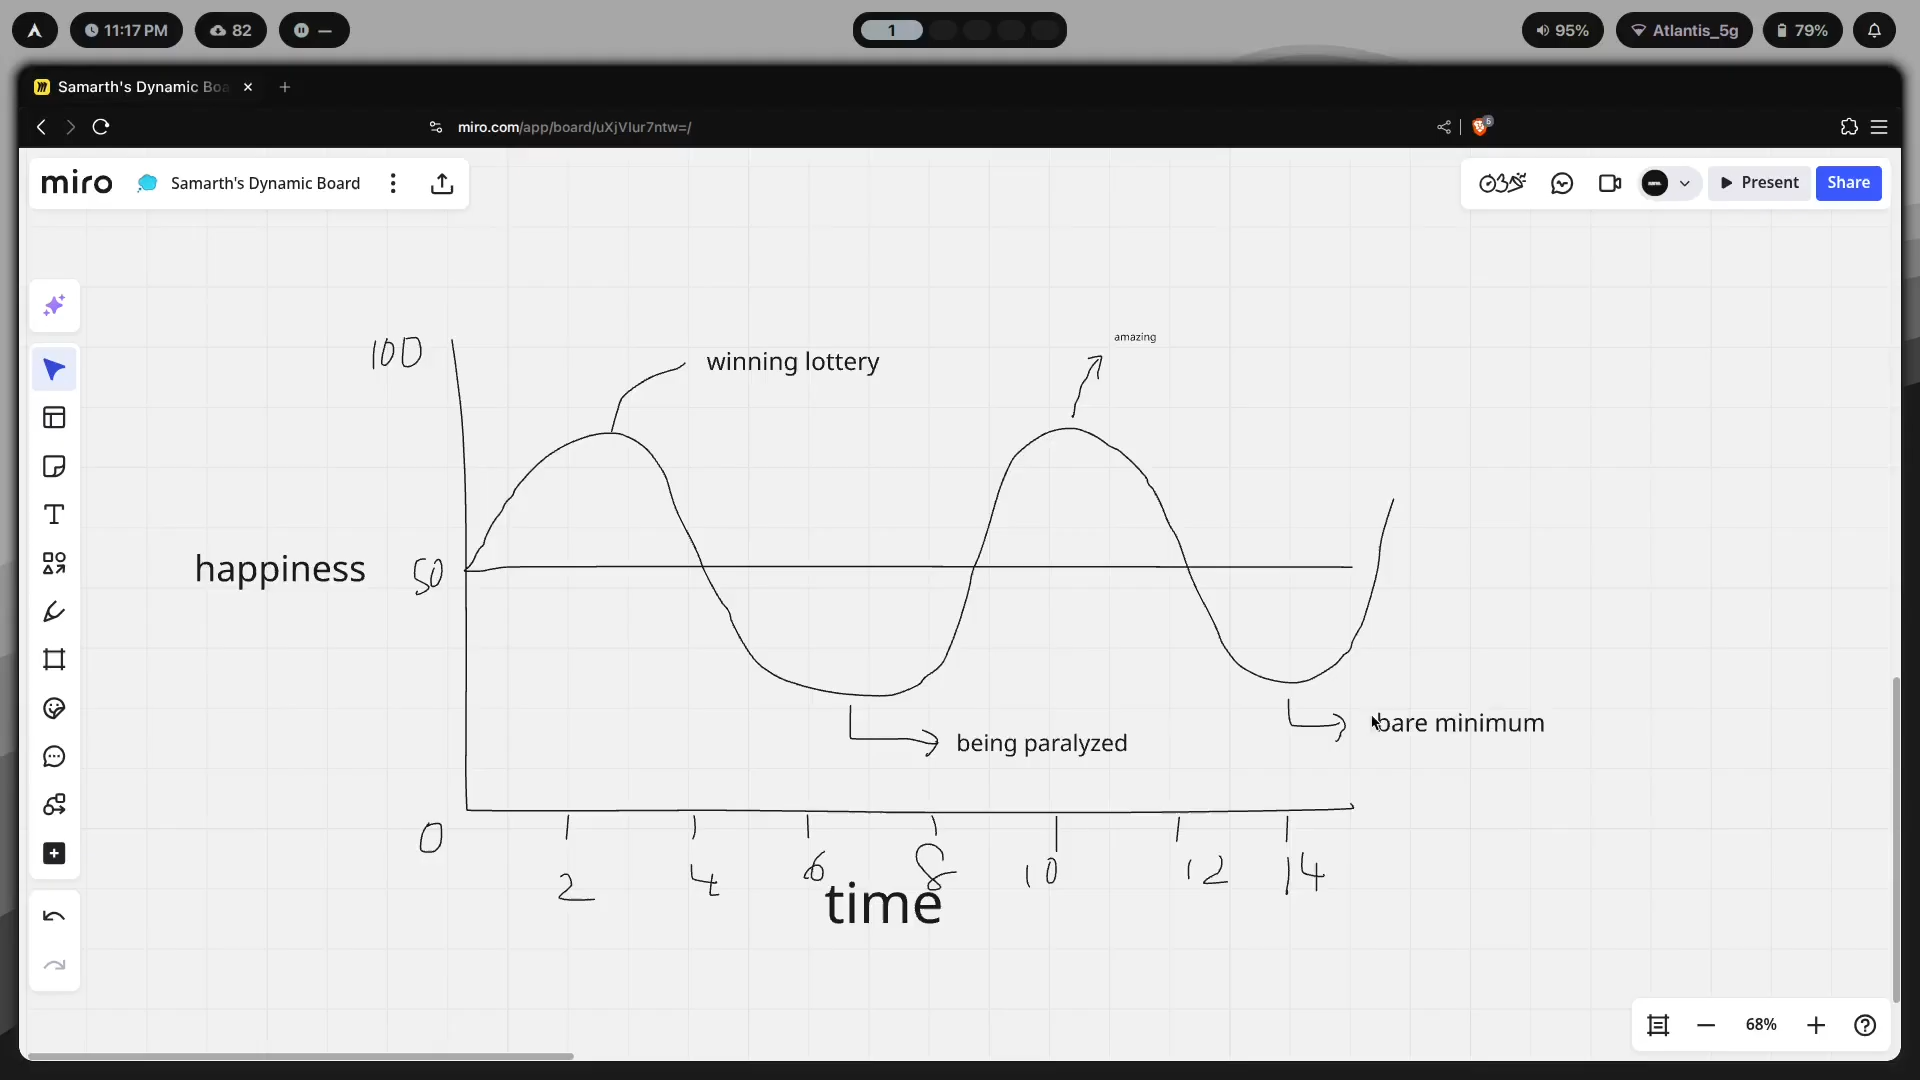 11:17 PM
82
—
1
95%
Atlantis_5g
79%
Samarth's Dynamic Boa
miro.com/app/board/uXjVIur7ntw=/
6
miro
Samarth's Dynamic Board
Present
Share
amazing
100
winning lottery
happiness
50
bare minimum
being paralyzed
0
2
4
6
8
10
12
14
time
68%